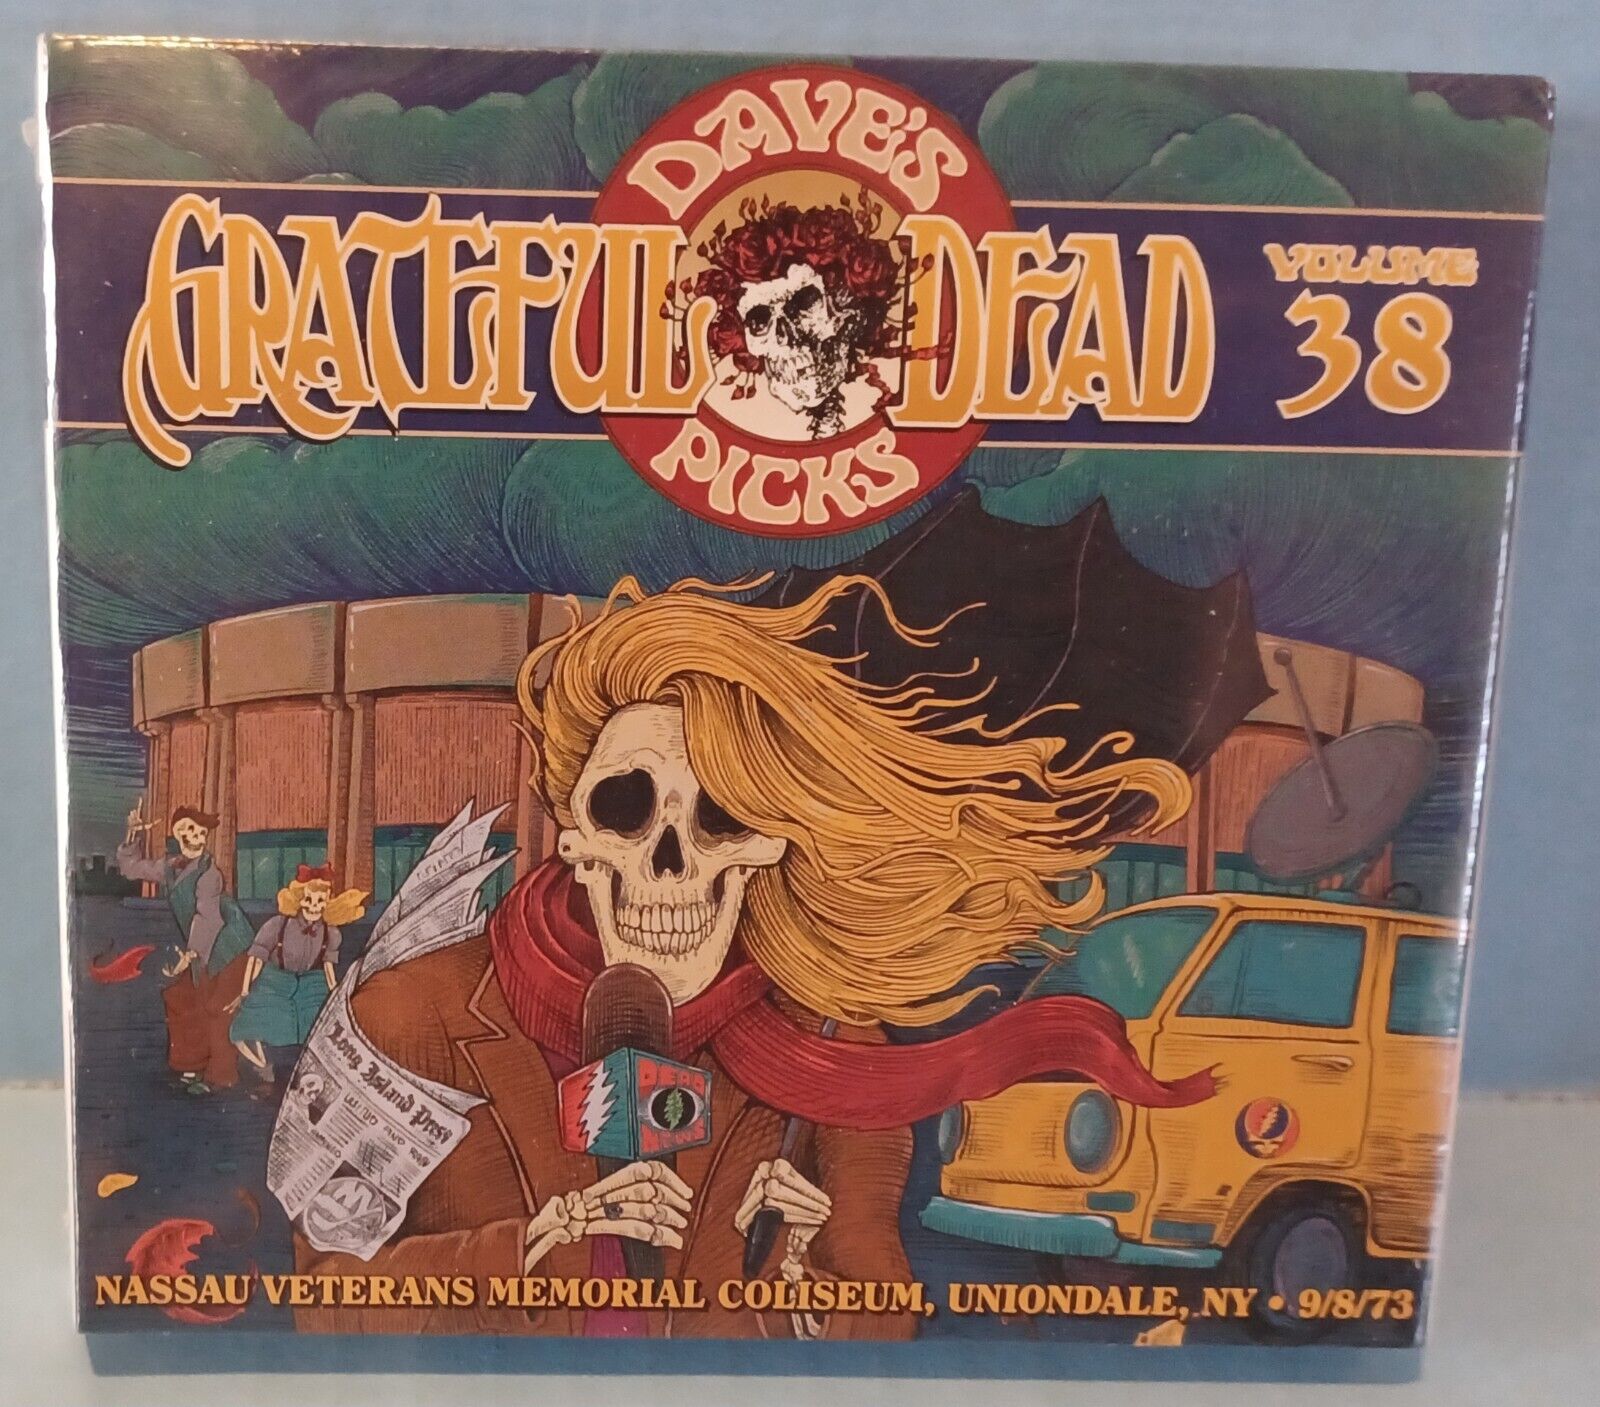 DAVE'S
GRATEFUL DEAD
VOLUME
38
PICKS
Long Island Press
DEAD
NEWS
NASSAU VETERANS MEMORIAL COLISEUM, UNIONDALE, NY • 9/8/73